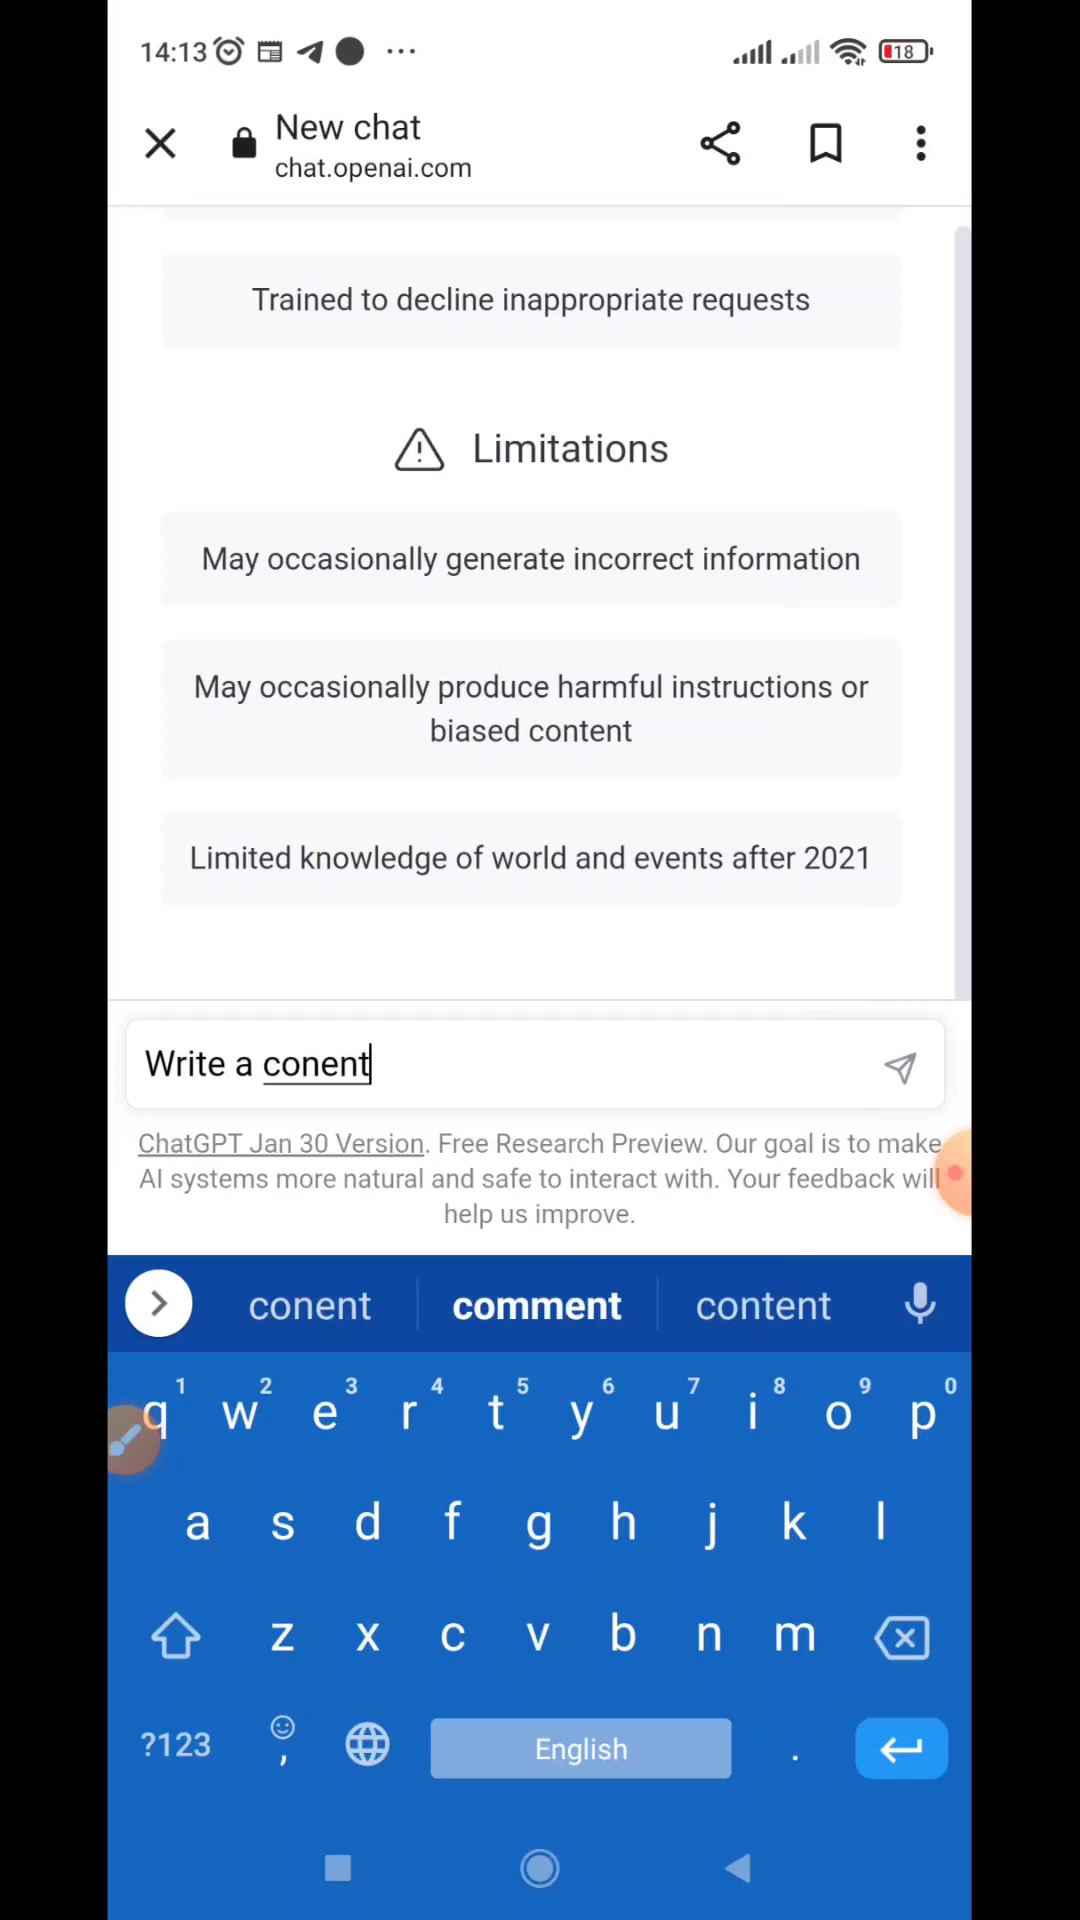 14:13
18
New chat
chat.openai.com
Trained to decline inappropriate requests
Limitations
May occasionally generate incorrect information
May occasionally produce harmful instructions or
biased content
Limited knowledge of world and events after 2021
Write a conent
ChatGPT Jan 30 Version. Free Research Preview. Our goal is to make
AI systems more natural and safe to interact with. Your feedback will
help us improve.
conent comment content
1 2 3 4 5 6 7 8 9 0
q w e r t y u i o p
a s d f g h j k l
z x c v b n m
?123 , English .